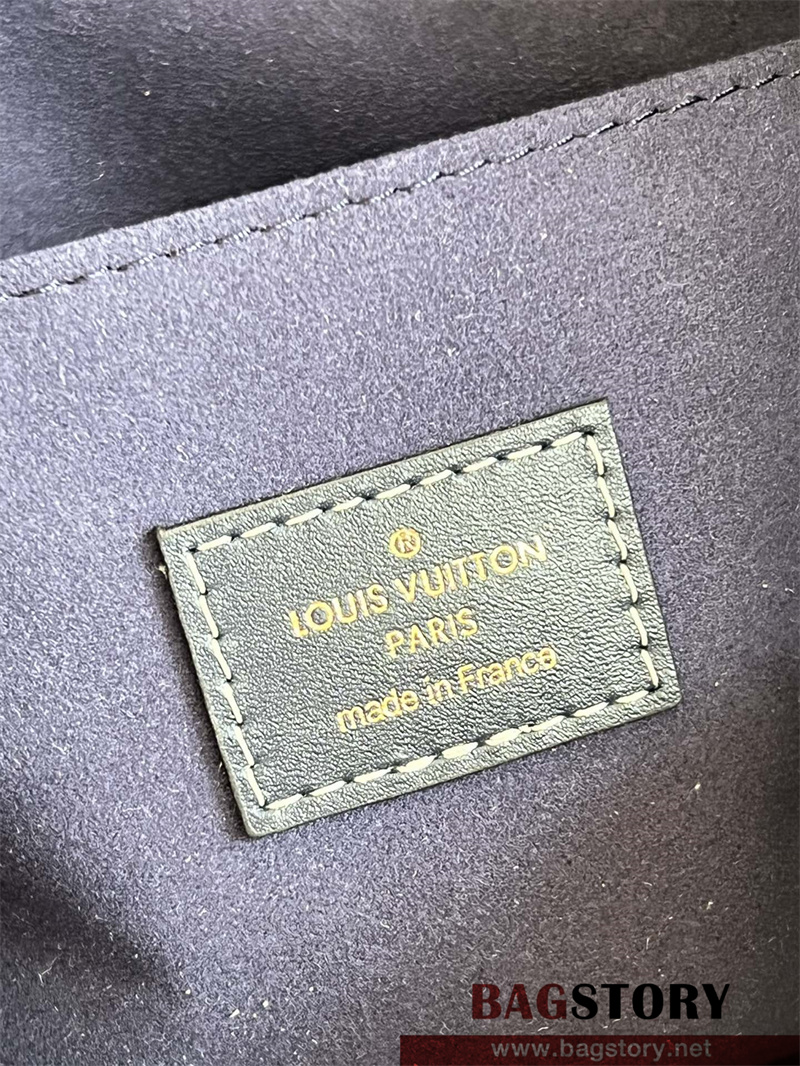 ®
LOUIS VUITTON
PARIS
made in France
BAGSTORY
www.bagstory.net